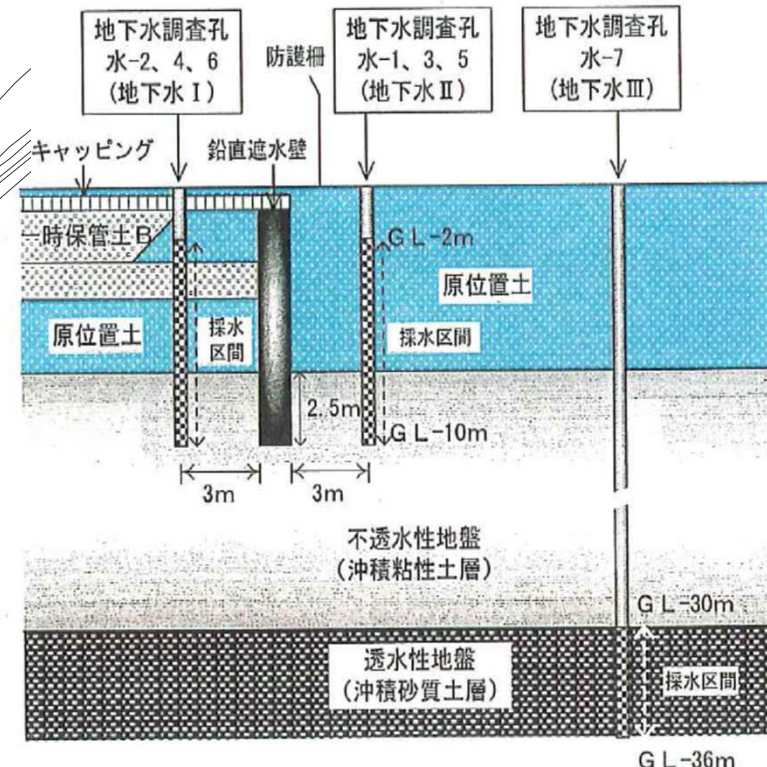 地下水調査孔
水-2、4、6
(地下水Ⅰ)
防護柵
地下水調査孔
水-1、3、5
(地下水Ⅱ)
地下水調査孔
水-7
(地下水Ⅲ)
キャッピング
鉛直遮水壁
一時保管土B
GL-2m
原位置土
原位置土
採水
区間
採水区間
2.5m
GL-10m
3m
3m
不透水性地盤
(沖積粘性土層)
GL-30m
透水性地盤
(沖積砂質土層)
採水区間
GL-36m